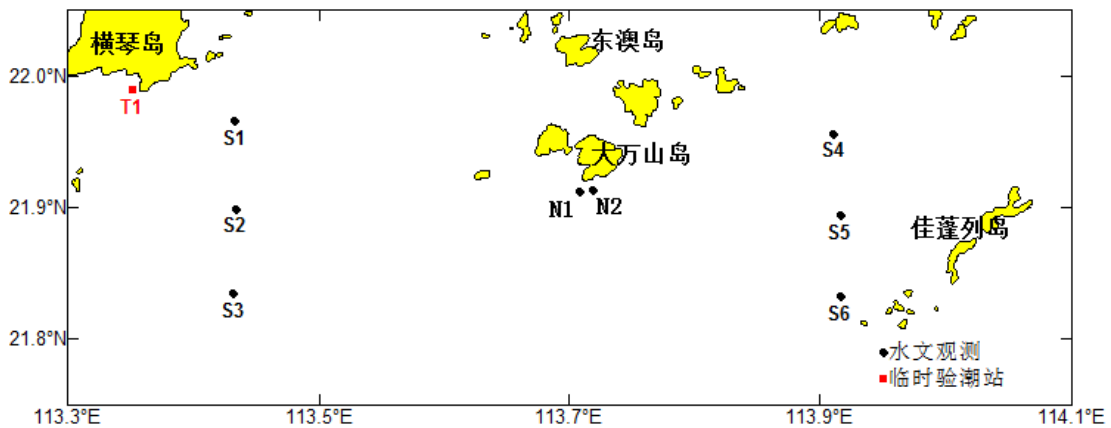 横琴岛
东澳岛
22.0°N
T1
S1
S4
大万山岛
21.9°N
N1
N2
S2
S5
佳蓬列岛
S3
S6
21.8°N
水文观测
临时验潮站
113.3°E
113.5°E
113.7°E
113.9°E
114.1°E